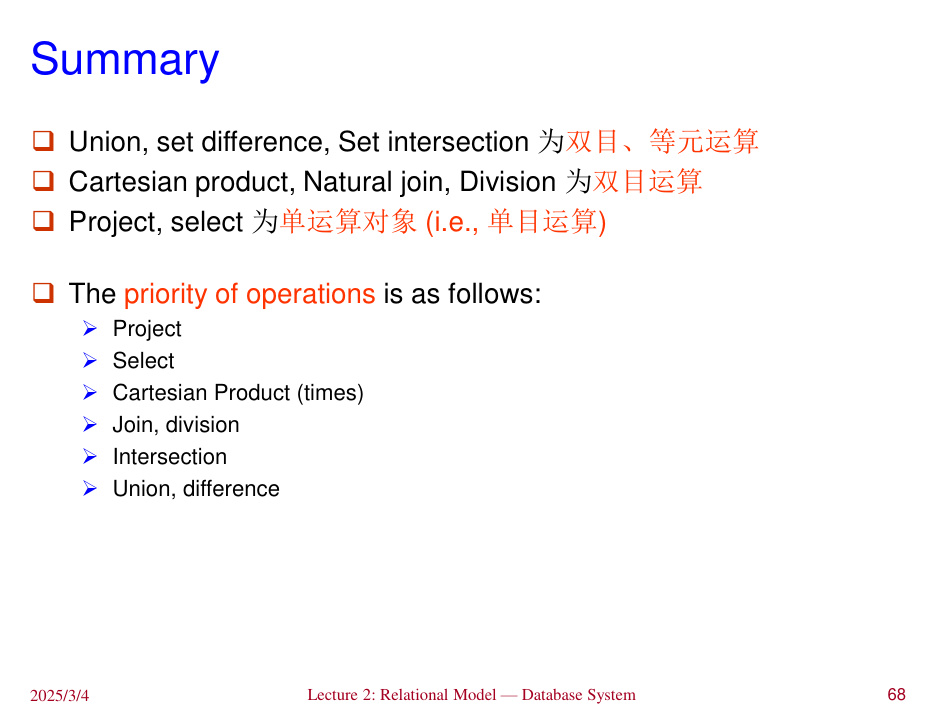 Summary
Union, set difference, Set intersection 为双目、等元运算
Cartesian product, Natural join, Division 为双目运算
Project, select 为单运算对象 (i.e., 单目运算)
The priority of operations is as follows:
Project
Select
Cartesian Product (times)
Join, division
Intersection
Union, difference
2025/3/4
Lecture 2: Relational Model — Database System
68